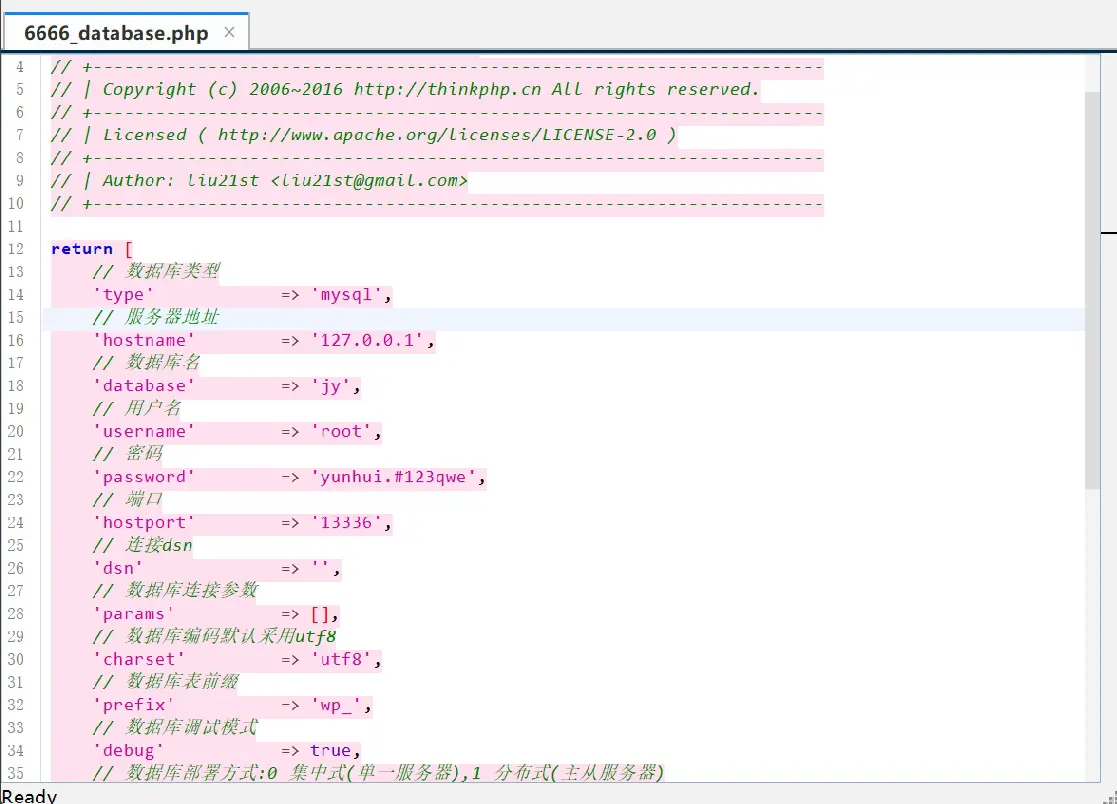 6666_database.php ×
4 // +----------------------------------------------------------------------
5 // | Copyright (c) 2006~2016 http://thinkphp.cn All rights reserved.
6 // +----------------------------------------------------------------------
7 // | Licensed ( http://www.apache.org/licenses/LICENSE-2.0 )
8 // +----------------------------------------------------------------------
9 // | Author: liu21st <liu21st@gmail.com>
10 // +----------------------------------------------------------------------
11
12 return [
13     // 数据库类型
14     'type'            => 'mysql',
15     // 服务器地址
16     'hostname'        => '127.0.0.1',
17     // 数据库名
18     'database'        => 'jy',
19     // 用户名
20     'username'        => 'root',
21     // 密码
22     'password'        => 'yunhui.#123qwe',
23     // 端口
24     'hostport'        => '13336',
25     // 连接dsn
26     'dsn'             => '',
27     // 数据库连接参数
28     'params'          => [],
29     // 数据库编码默认采用utf8
30     'charset'         => 'utf8',
31     // 数据库表前缀
32     'prefix'          => 'wp_',
33     // 数据库调试模式
34     'debug'           => true,
35     // 数据库部署方式:0 集中式(单一服务器),1 分布式(主从服务器)
Ready